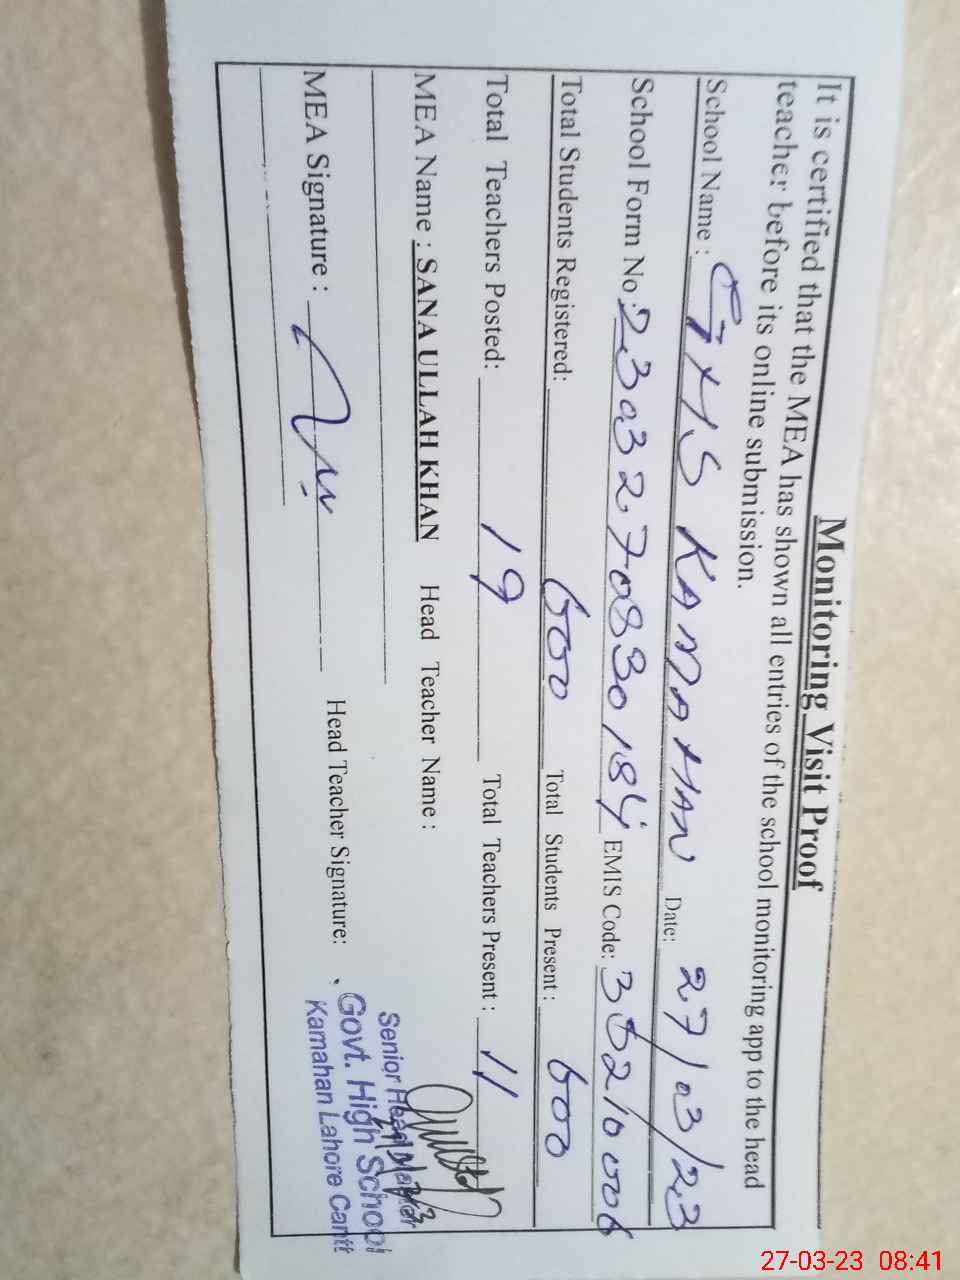 Monitoring Visit Proof
It is certified that the MEA has shown all entries of the school monitoring app to the head
teacher before its online submission.
School Name : GHS KAMAHAN Date: 27/03/23
School Form No: 2303270830184 EMIS Code: 35210006
Total Students Registered: 600 Total Students Present : 600
Total Teachers Posted: 19 Total Teachers Present : 11
MEA Name : SANA ULLAH KHAN Head Teacher Name :
MEA Signature : Head Teacher Signature:
Senior Head Master
Govt. High School
Kamahan Lahore Cantt
27-03-23 08:41